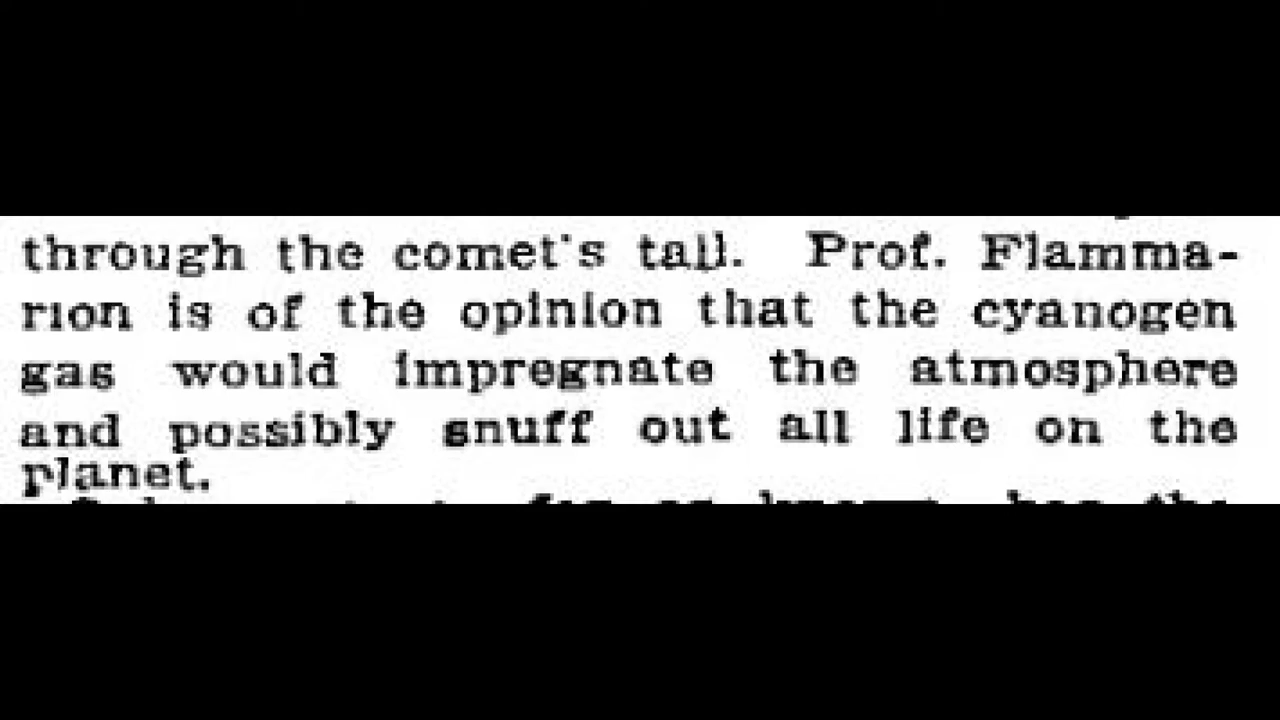 through the comet's tail. Prof. Flamma-
rion is of the opinion that the cyanogen
gas would impregnate the atmosphere
and possibly snuff out all life on the
planet.